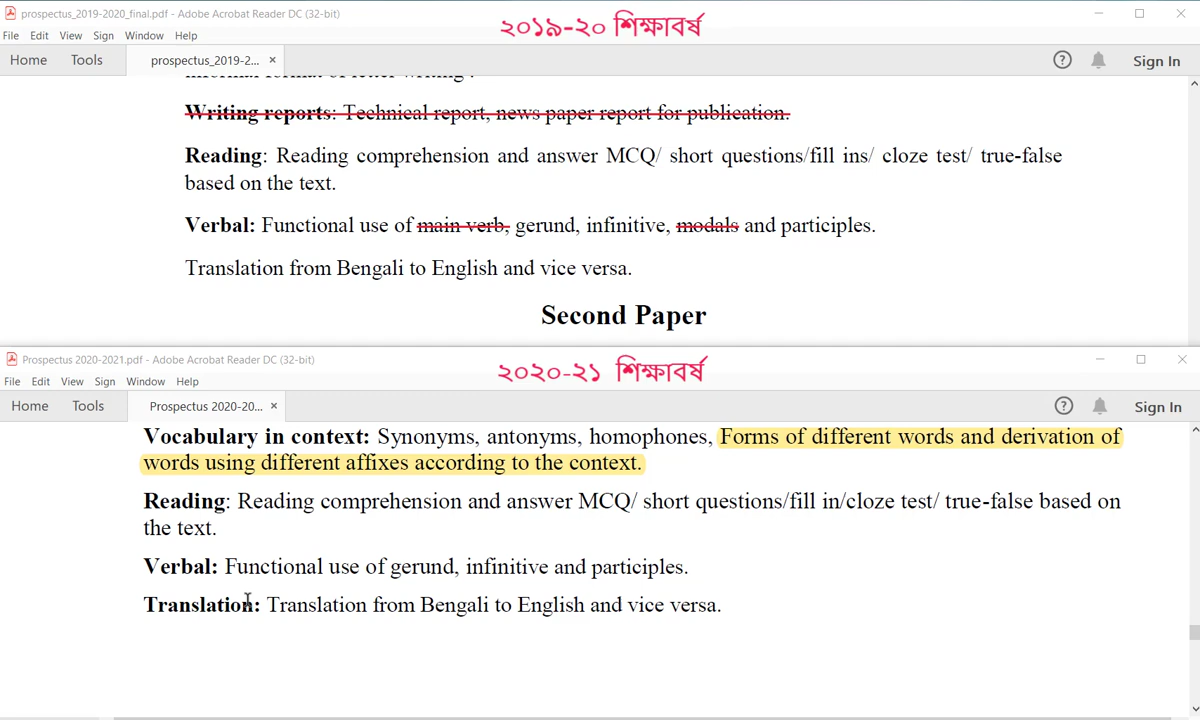 prospectus_2019-2020_final.pdf - Adobe Acrobat Reader DC (32-bit)
২০১৯-২০ শিক্ষাবর্ষ
File Edit View Sign Window Help
Home Tools prospectus_2019-2... × ? Sign In
informal format of letter writing .
Writing reports: Technical report, news paper report for publication.
Reading: Reading comprehension and answer MCQ/ short questions/fill ins/ cloze test/ true-false
based on the text.
Verbal: Functional use of main verb, gerund, infinitive, modals and participles.
Translation from Bengali to English and vice versa.
Second Paper
Prospectus 2020-2021.pdf - Adobe Acrobat Reader DC (32-bit)
২০২০-২১ শিক্ষাবর্ষ
File Edit View Sign Window Help
Home Tools Prospectus 2020-20... × ? Sign In
Vocabulary in context: Synonyms, antonyms, homophones, Forms of different words and derivation of
words using different affixes according to the context.
Reading: Reading comprehension and answer MCQ/ short questions/fill in/cloze test/ true-false based on
the text.
Verbal: Functional use of gerund, infinitive and participles.
Translation: Translation from Bengali to English and vice versa.